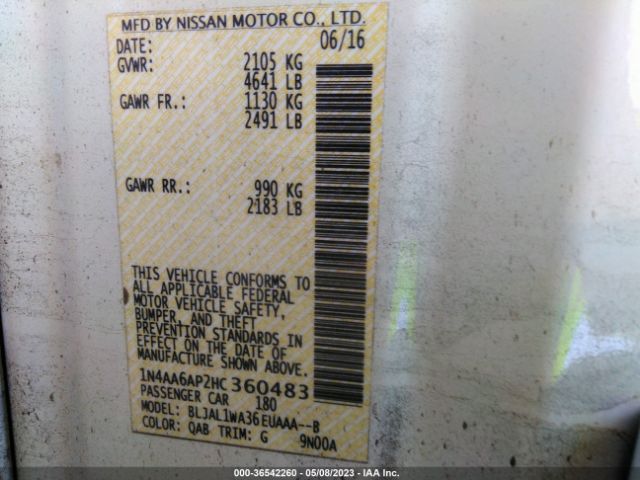 MFD BY NISSAN MOTOR CO., LTD.
DATE: 06/16
GVWR: 2105 KG
4641 LB
GAWR FR.: 1130 KG
2491 LB
GAWR RR.: 990 KG
2183 LB
THIS VEHICLE CONFORMS TO
ALL APPLICABLE FEDERAL
MOTOR VEHICLE SAFETY,
BUMPER, AND THEFT
PREVENTION STANDARDS IN
EFFECT ON THE DATE OF
MANUFACTURE SHOWN ABOVE.
1N4AA6AP2HC360483
PASSENGER CAR 180
MODEL: BLJAL1WA36EUAAA--B
COLOR: QAB TRIM: G 9N00A
000-36542260 - 05/08/2023 - IAA Inc.